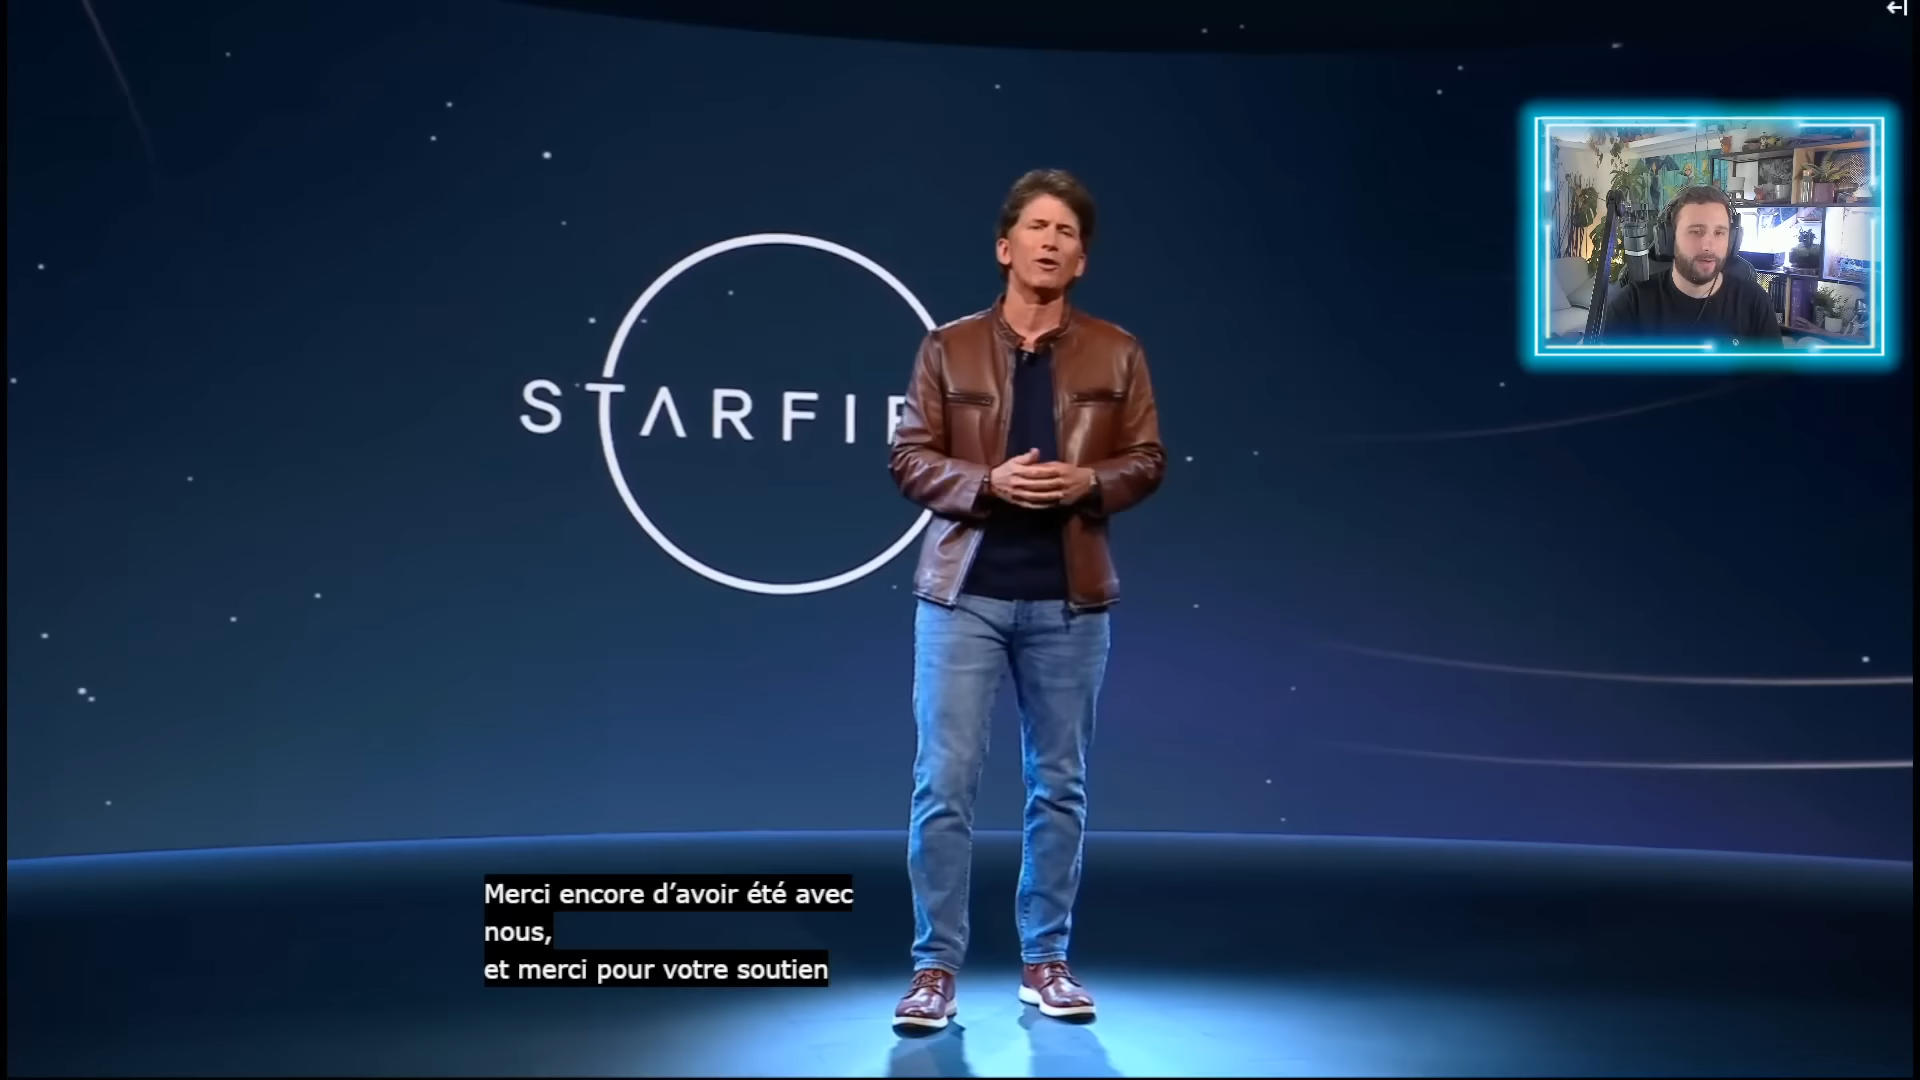 STARFI
Merci encore d’avoir été avec
nous,
et merci pour votre soutien